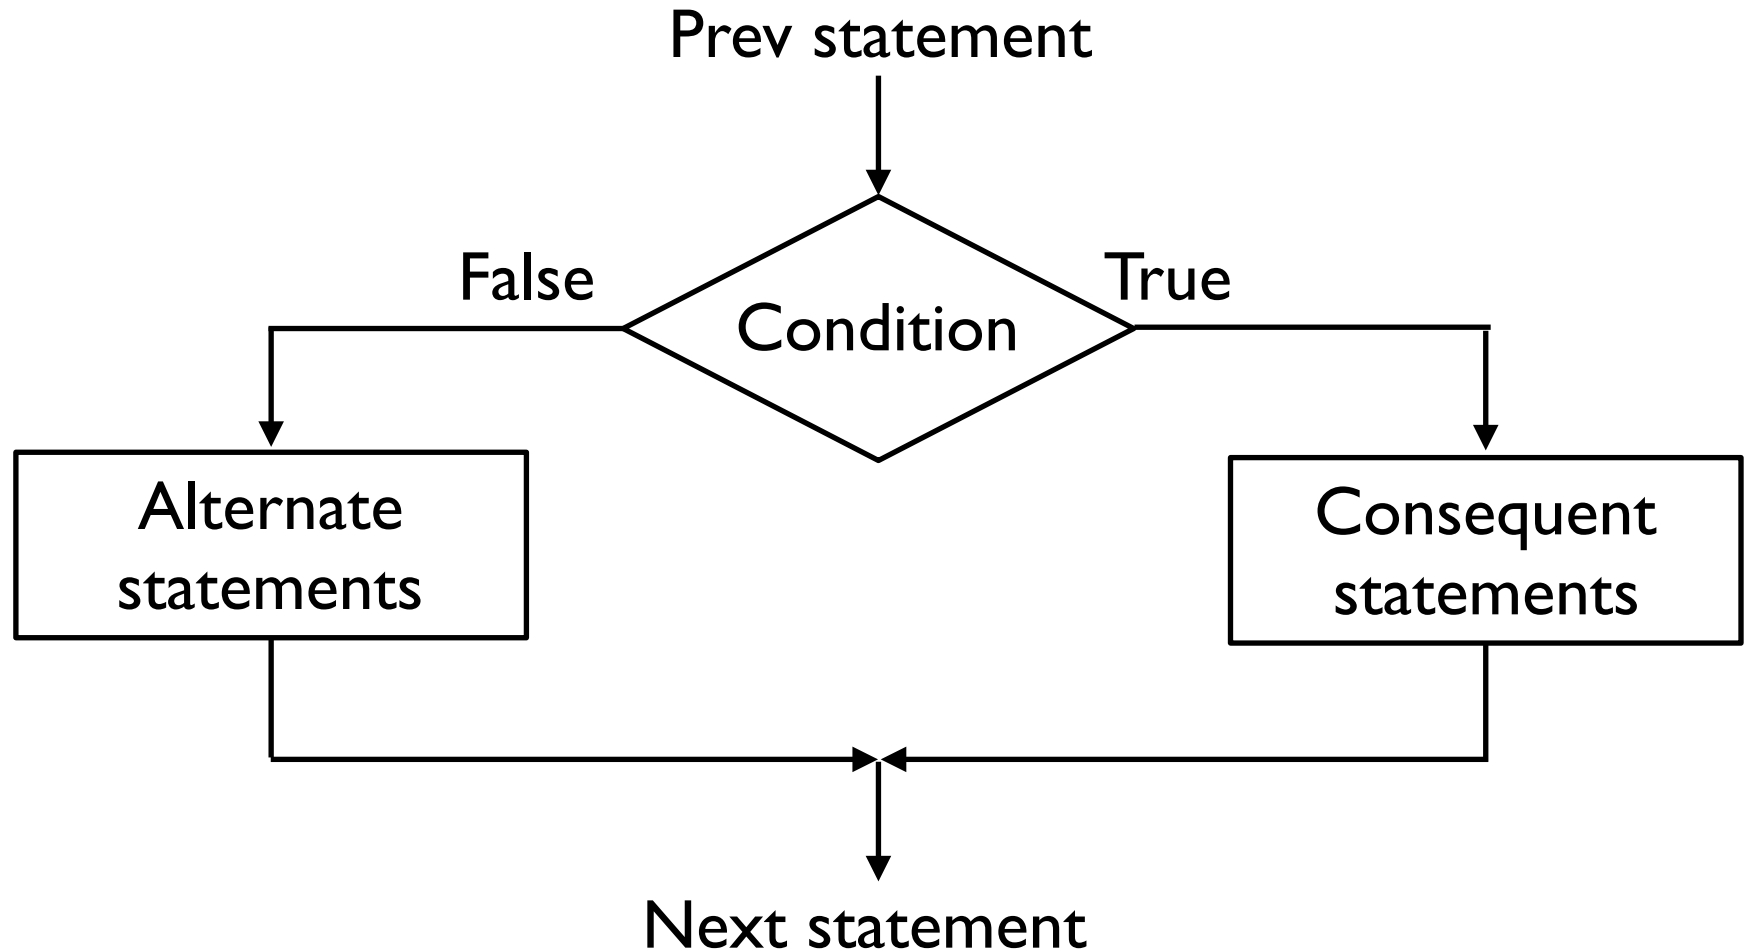 Prev statement
False
True
Condition
Alternate
statements
Consequent
statements
Next statement